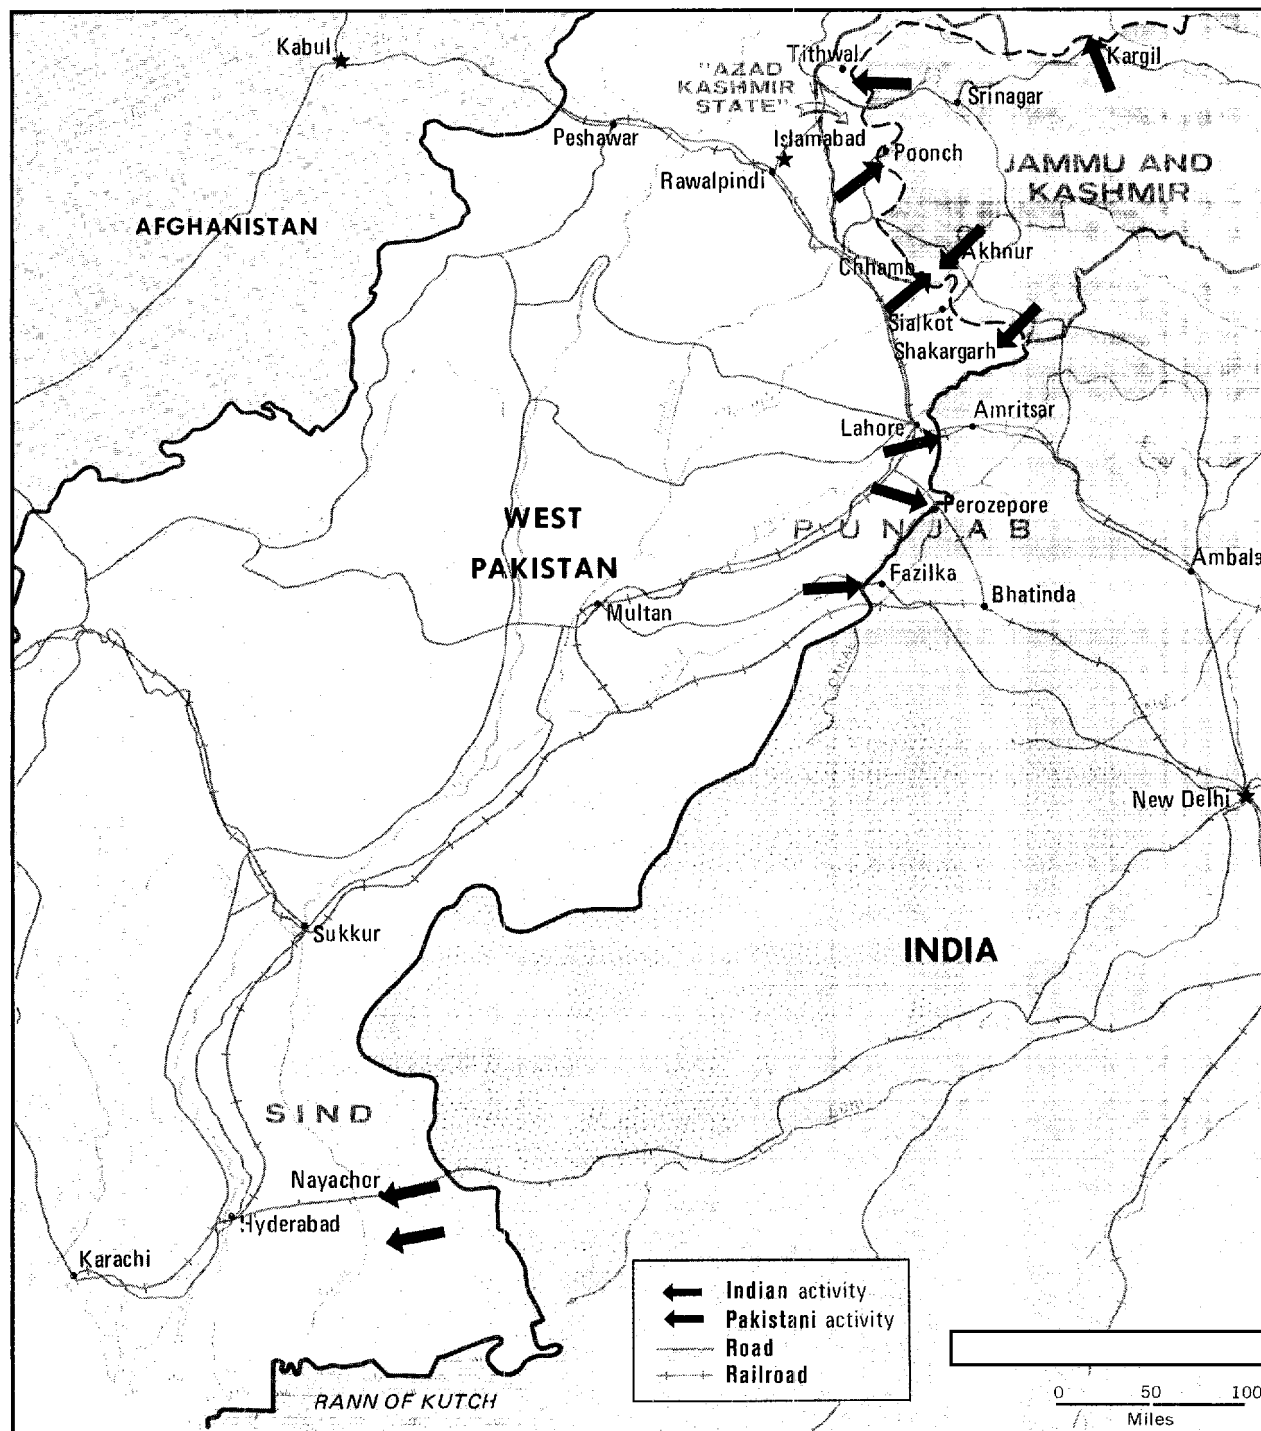 Kabul
Tithwal
Kargil
"AZAD
KASHMIR
STATE"
Srinagar
Peshawar
Islamabad
Poonch
Rawalpindi
JAMMU AND
KASHMIR
AFGHANISTAN
Akhnur
Chhamb
Sialkot
Shakargarh
Amritsar
Lahore
WEST
PAKISTAN
Perozepore
PUNJAB
Ambala
Fazilka
Bhatinda
Multan
CANAL
New Delhi
Sukkur
INDIA
SIND
Nayachor
Hyderabad
Karachi
Indian activity
Pakistani activity
Road
Railroad
RANN OF KUTCH
0 50 100
Miles